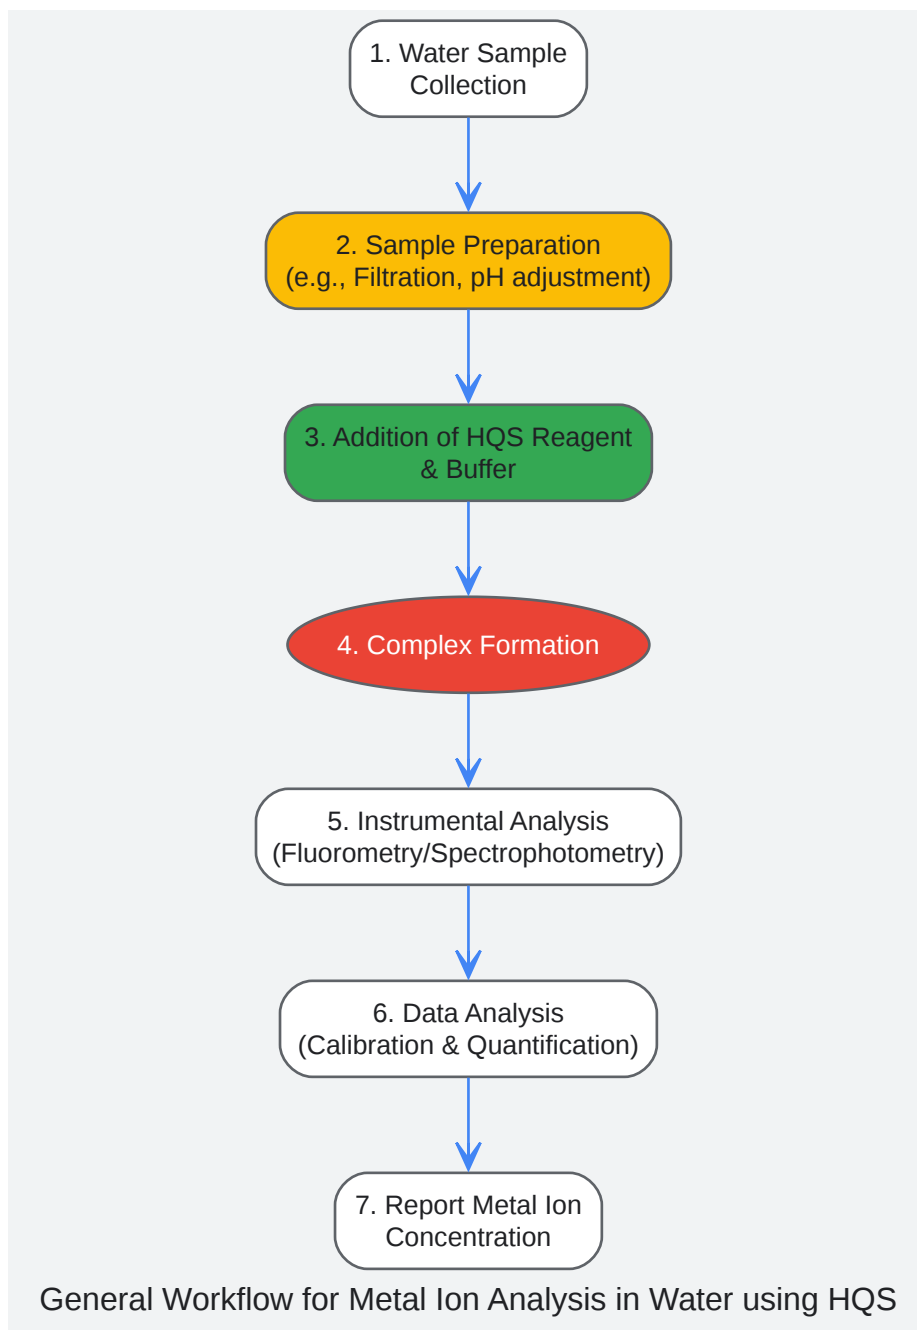 1. Water Sample
Collection
2. Sample Preparation
(e.g., Filtration, pH adjustment)
3. Addition of HQS Reagent
& Buffer
4. Complex Formation
5. Instrumental Analysis
(Fluorometry/Spectrophotometry)
6. Data Analysis
(Calibration & Quantification)
7. Report Metal Ion
Concentration
General Workflow for Metal Ion Analysis in Water using HQS